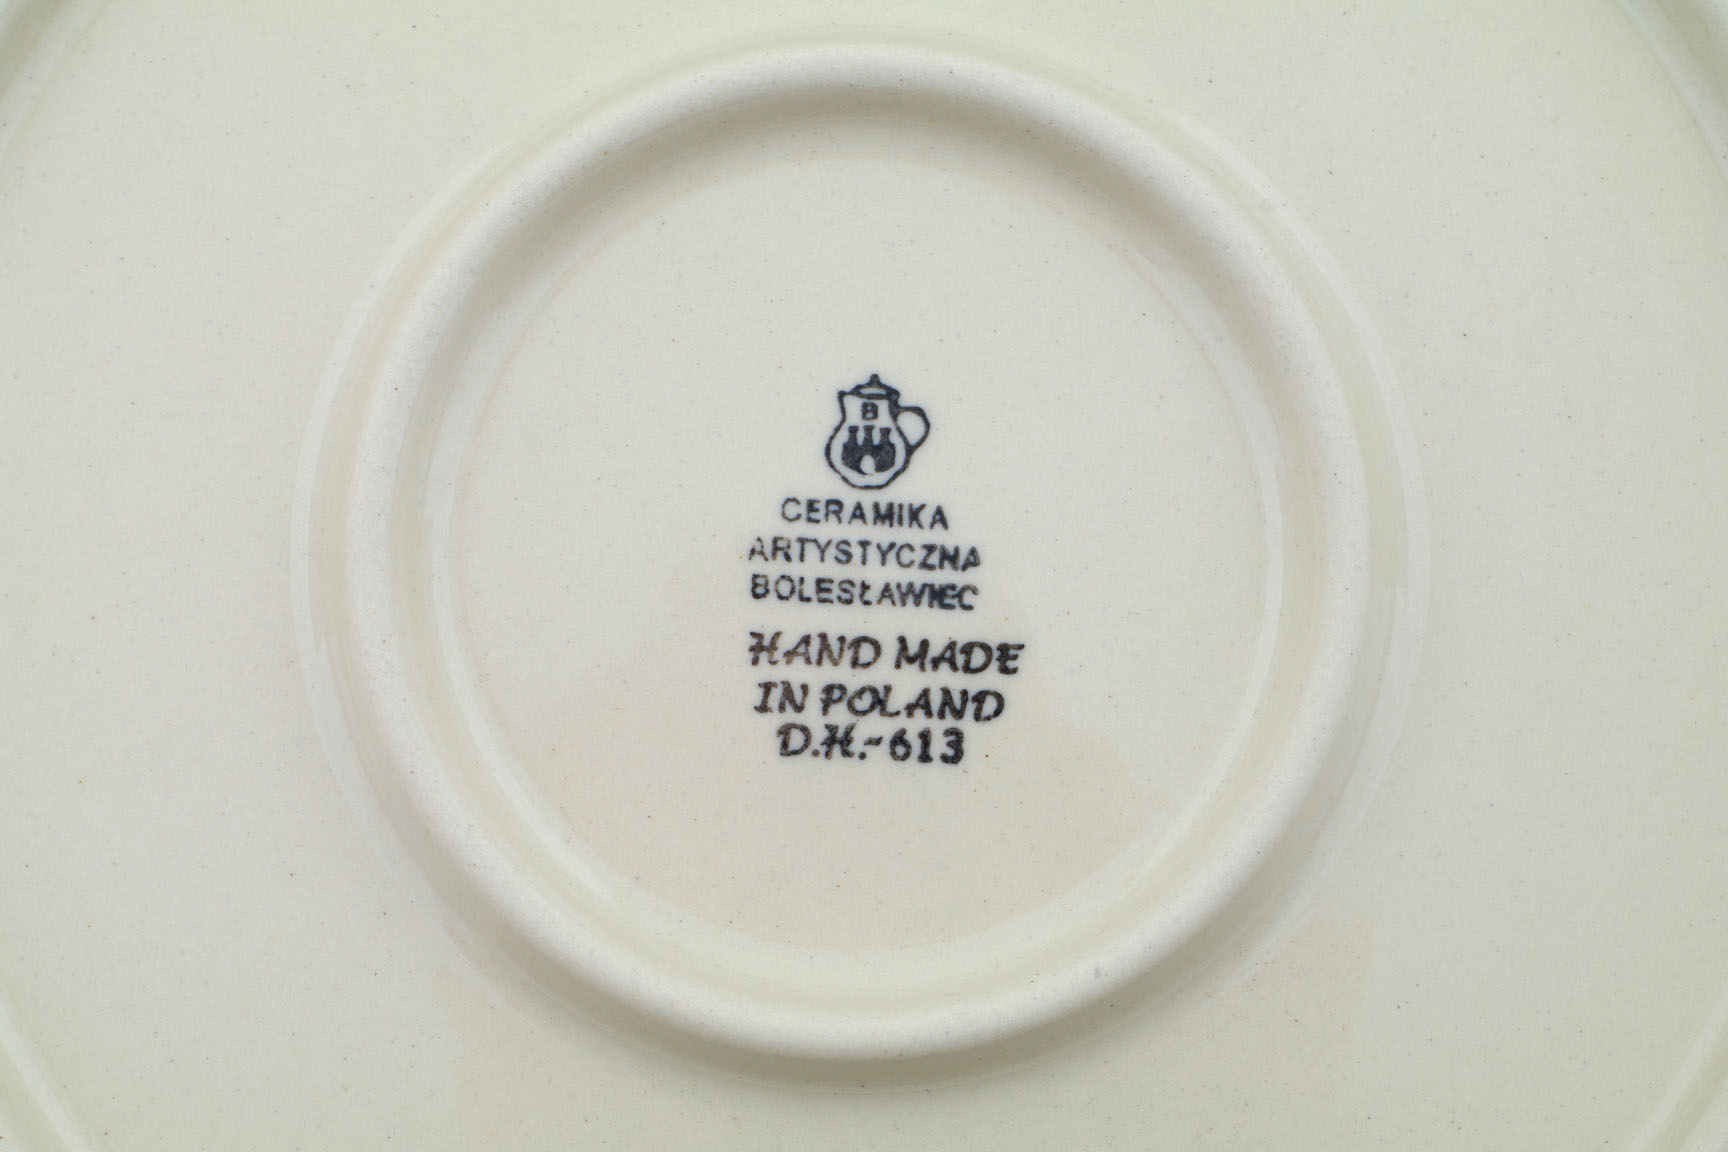 B
CERAMIKA
ARTYSTYCZNA
BOLESŁAWIEC
HAND MADE
IN POLAND
D.H.-613